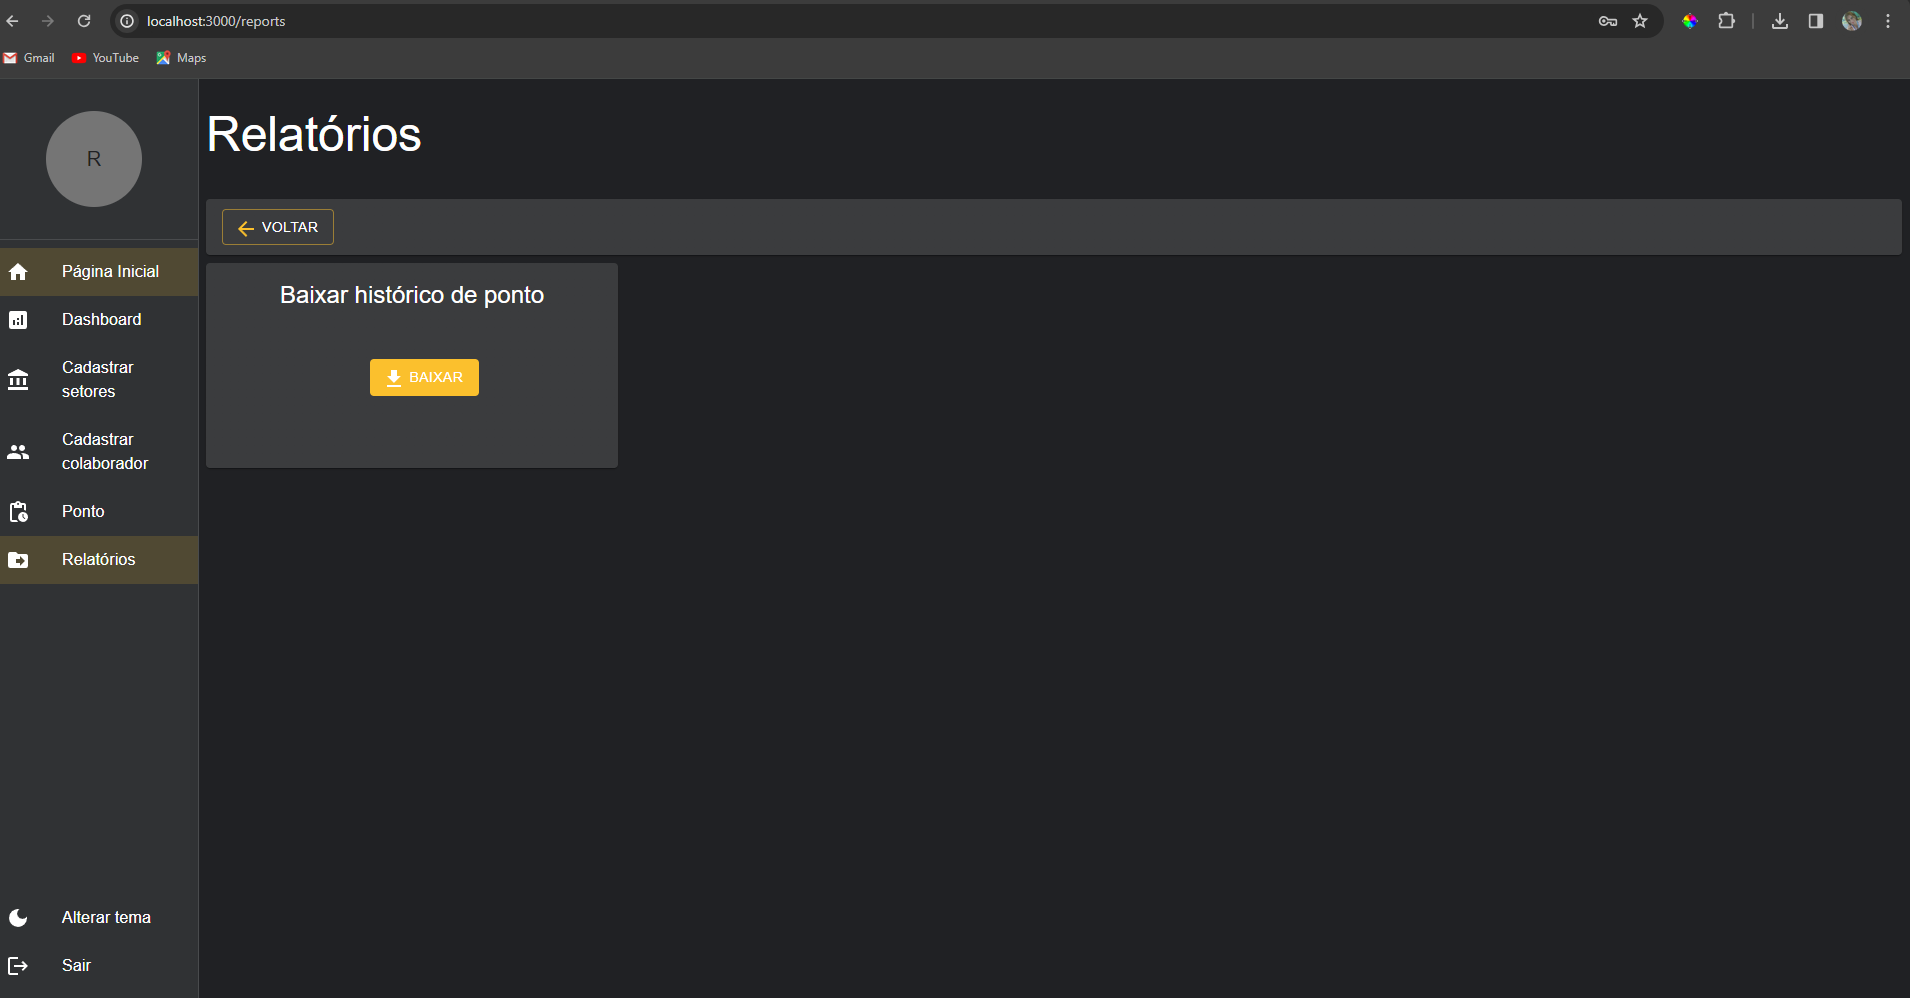 localhost:3000/reports
Gmail
YouTube
Maps
R
Página Inicial
Dashboard
Cadastrar
setores
Cadastrar
colaborador
Ponto
Relatórios
Alterar tema
Sair
Relatórios
VOLTAR
Baixar histórico de ponto
BAIXAR